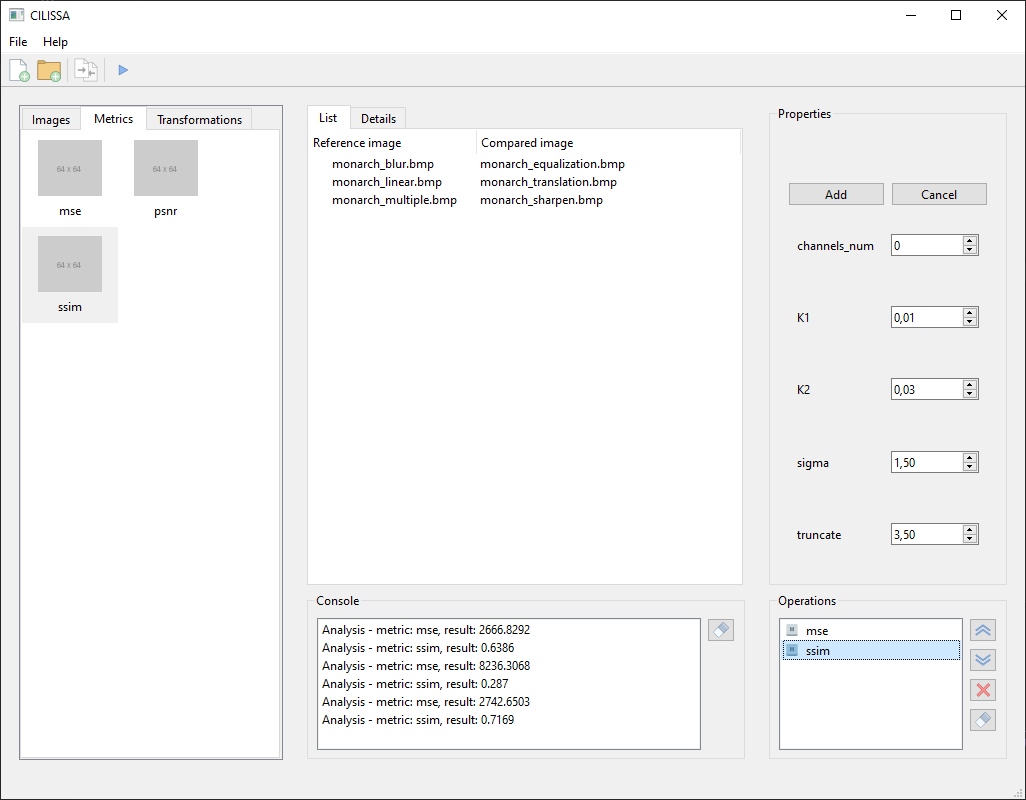 CILISSA
File Help
Images Metrics Transformations
64 x 64 64 x 64
mse psnr
64 x 64
ssim
List Details
Reference image Compared image
monarch_blur.bmp monarch_equalization.bmp
monarch_linear.bmp monarch_translation.bmp
monarch_multiple.bmp monarch_sharpen.bmp
Console
Analysis - metric: mse, result: 2666.8292
Analysis - metric: ssim, result: 0.6386
Analysis - metric: mse, result: 8236.3068
Analysis - metric: ssim, result: 0.287
Analysis - metric: mse, result: 2742.6503
Analysis - metric: ssim, result: 0.7169
Properties
Add Cancel
channels_num 0
K1 0,01
K2 0,03
sigma 1,50
truncate 3,50
Operations
M mse
M ssim